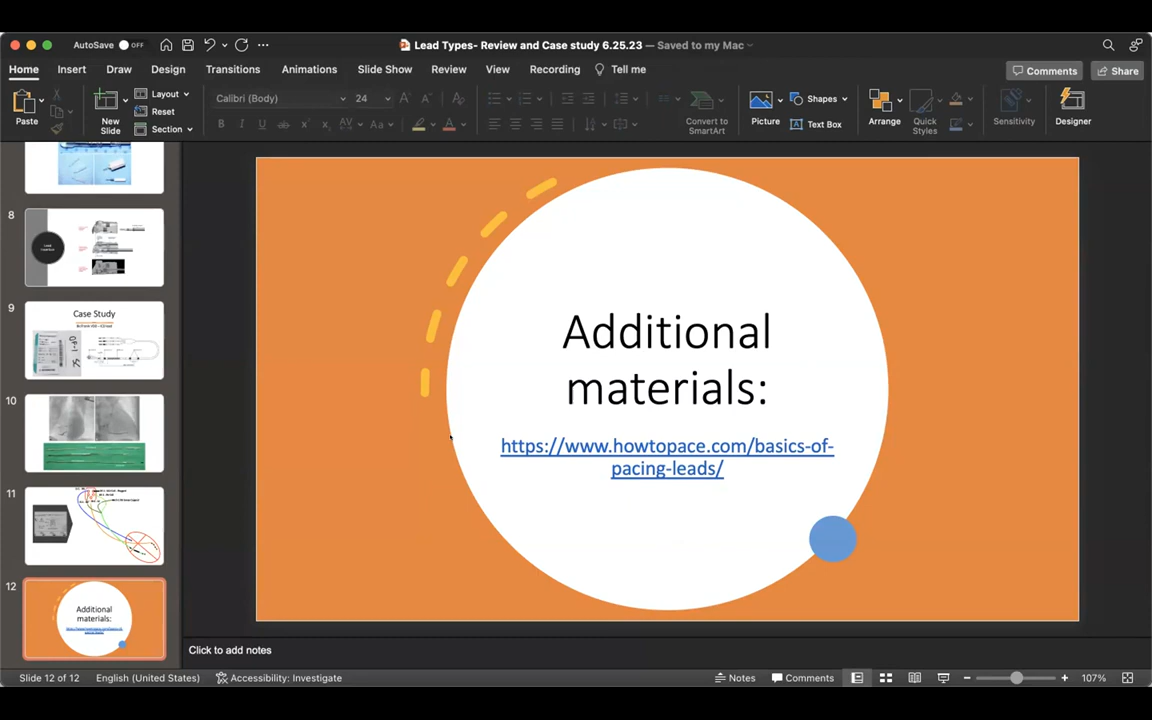 AutoSave OFF
Lead Types- Review and Case study 6.25.23 — Saved to my Mac
Home Insert Draw Design Transitions Animations Slide Show Review View Recording Tell me
Comments Share
Paste
New Slide
Layout
Reset
Section
Calibri (Body) 24
B I U ab x x AV Aa A
Convert to SmartArt
Picture
Shapes
Text Box
Arrange
Quick Styles
Sensitivity
Designer
8
9
Case Study
10
11
12
Additional
materials:
Additional
materials:
https://www.howtopace.com/basics-of-
pacing-leads/
Click to add notes
Slide 12 of 12 English (United States) Accessibility: Investigate Notes Comments 107%